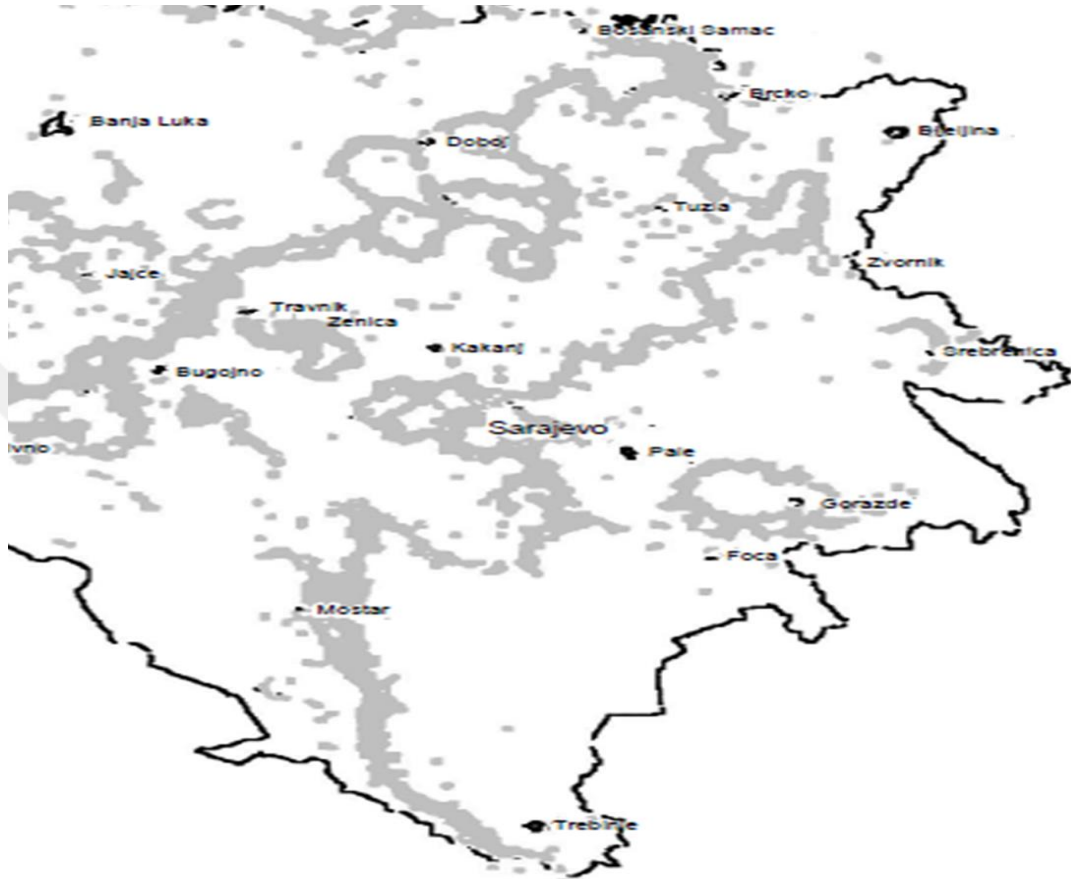 Bosanski Samac
Brcko
Banja Luka
Bijeljina
Doboj
Tuzla
Zvornik
Jajce
Travnik
Zenica
Kakanj
Srebrenica
Bugojno
Sarajevo
ivno
Pale
Gorazde
Foca
Mostar
Trebinje